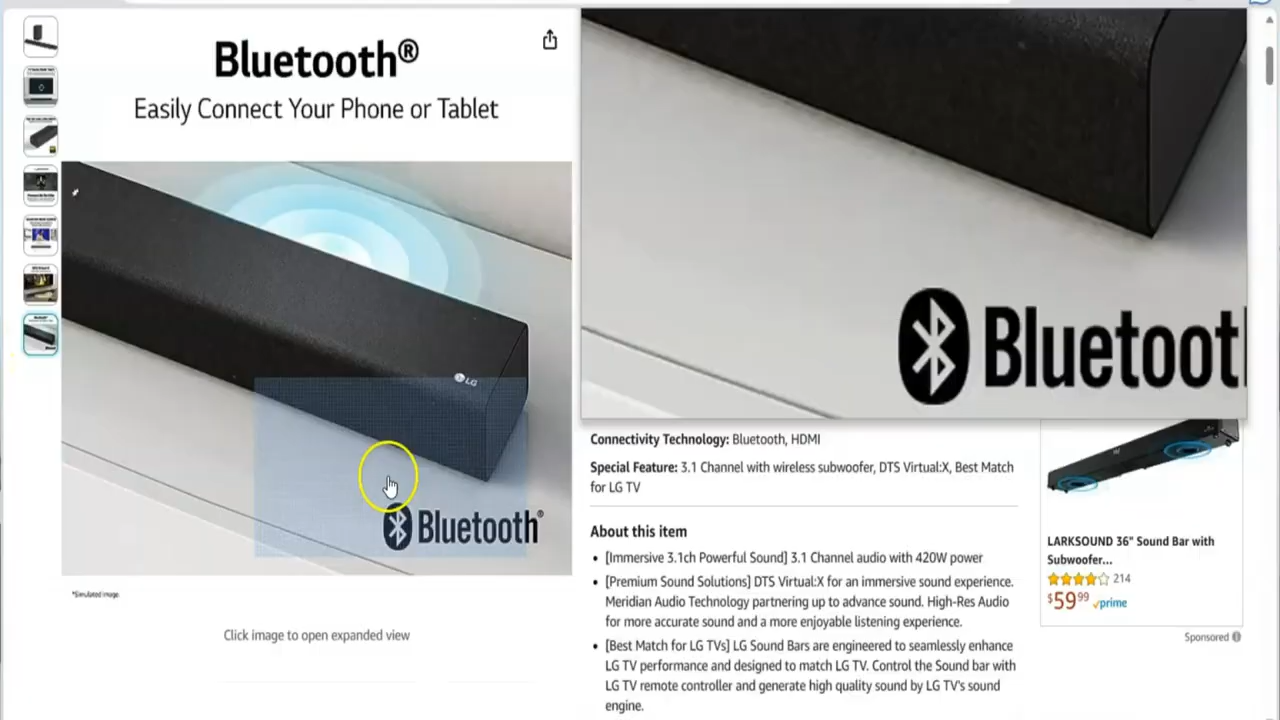 Bluetooth®
Easily Connect Your Phone or Tablet
LG
Bluetooth®
*Simulated image.
Click image to open expanded view
Bluetoot
Connectivity Technology: Bluetooth, HDMI
Special Feature: 3.1 Channel with wireless subwoofer, DTS Virtual:X, Best Match
for LG TV
About this item
• [Immersive 3.1ch Powerful Sound] 3.1 Channel audio with 420W power
• [Premium Sound Solutions] DTS Virtual:X for an immersive sound experience.
Meridian Audio Technology partnering up to advance sound. High-Res Audio
for more accurate sound and a more enjoyable listening experience.
• [Best Match for LG TVs] LG Sound Bars are engineered to seamlessly enhance
LG TV performance and designed to match LG TV. Control the Sound bar with
LG TV remote controller and generate high quality sound by LG TV's sound
engine.
LARKSOUND 36" Sound Bar with
Subwoofer...
214
$59⁹⁹ prime
Sponsored